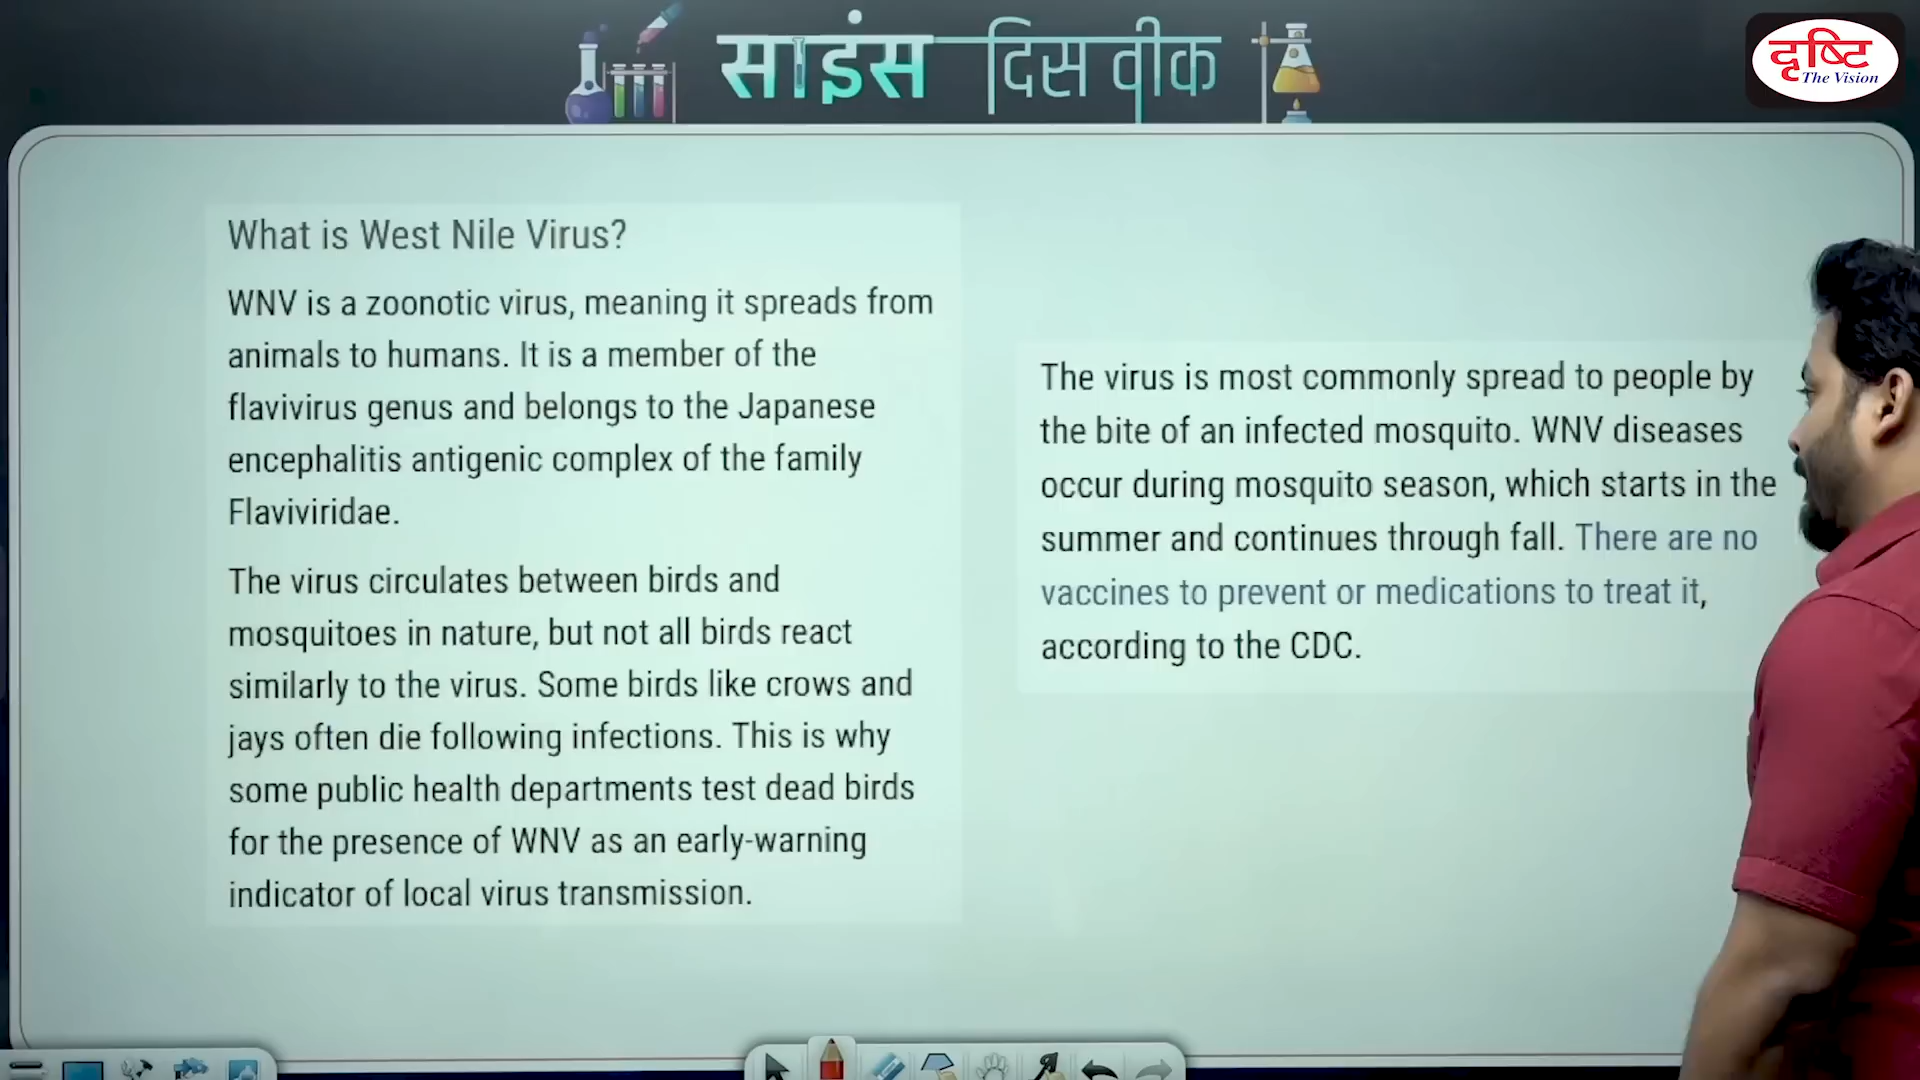 साइंस दिस वीक
दृष्टि
The Vision
What is West Nile Virus?
WNV is a zoonotic virus, meaning it spreads from
animals to humans. It is a member of the
flavivirus genus and belongs to the Japanese
encephalitis antigenic complex of the family
Flaviviridae.
The virus circulates between birds and
mosquitoes in nature, but not all birds react
similarly to the virus. Some birds like crows and
jays often die following infections. This is why
some public health departments test dead birds
for the presence of WNV as an early-warning
indicator of local virus transmission.
The virus is most commonly spread to people by
the bite of an infected mosquito. WNV diseases
occur during mosquito season, which starts in the
summer and continues through fall. There are no
vaccines to prevent or medications to treat it,
according to the CDC.